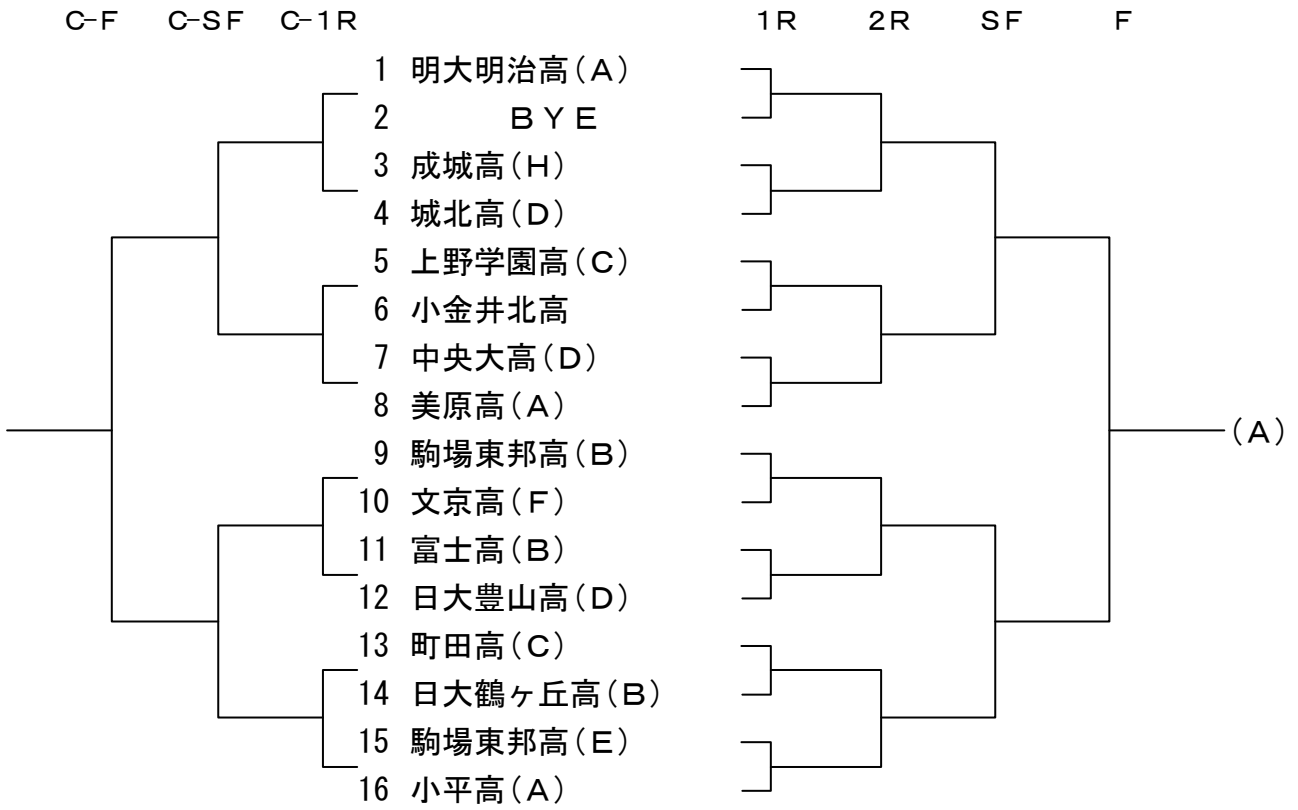 C-F C-SF C-1R 1R 2R SF F
1 明大明治高(A)
2 BYE
3 成城高(H)
4 城北高(D)
5 上野学園高(C)
6 小金井北高
7 中央大高(D)
8 美原高(A)
9 駒場東邦高(B)
(A)
10 文京高(F)
11 富士高(B)
12 日大豊山高(D)
13 町田高(C)
14 日大鶴ヶ丘高(B)
15 駒場東邦高(E)
16 小平高(A)